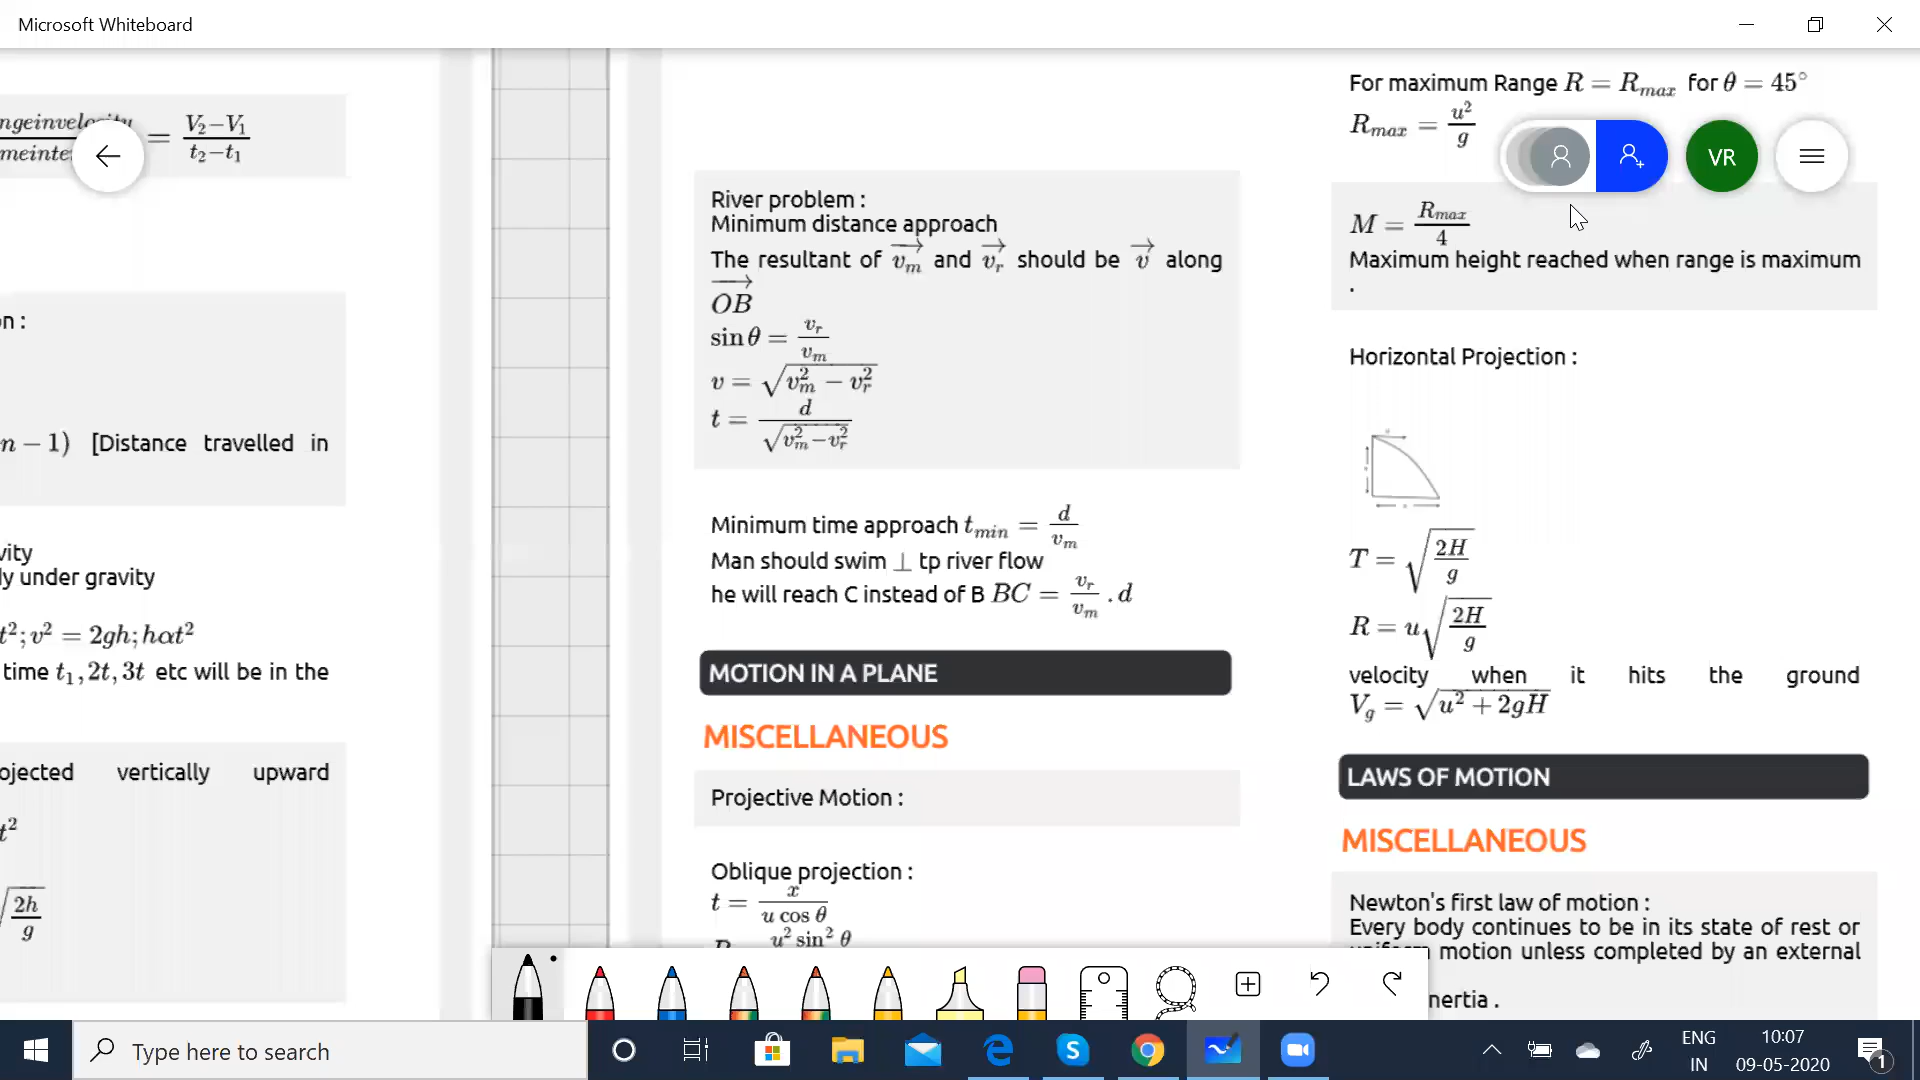 Microsoft Whiteboard
= V₂−V₁ / t₂−t₁
n :
n − 1) [Distance travelled in
vity
y under gravity
t²; v² = 2gh; hαt²
time t₁, 2t, 3t etc will be in the
ojected vertically upward
t²
√(2h/g)
River problem :
Minimum distance approach
The resultant of v⃗ₘ and v⃗ᵣ should be v⃗ along
OB⃗
sin θ = vᵣ/vₘ
v = √(vₘ² − vᵣ²)
t = d/√(vₘ²−vᵣ²)
Minimum time approach tₘᵢₙ = d/vₘ
Man should swim ⊥ tp river flow
he will reach C instead of B BC = vᵣ/vₘ . d
MOTION IN A PLANE
MISCELLANEOUS
Projective Motion :
Oblique projection :
t = x/(u cos θ)
u² sin² θ
For maximum Range R = Rₘₐₓ for θ = 45°
Rₘₐₓ = u²/g
VR
M = Rₘₐₓ/4
Maximum height reached when range is maximum
.
Horizontal Projection :
T = √(2H/g)
R = u√(2H/g)
velocity when it hits the ground
V_g = √(u² + 2gH)
LAWS OF MOTION
MISCELLANEOUS
Newton's first law of motion :
Every body continues to be in its state of rest or
motion unless completed by an external
nertia .
Type here to search
ENG
IN
10:07
09-05-2020
1